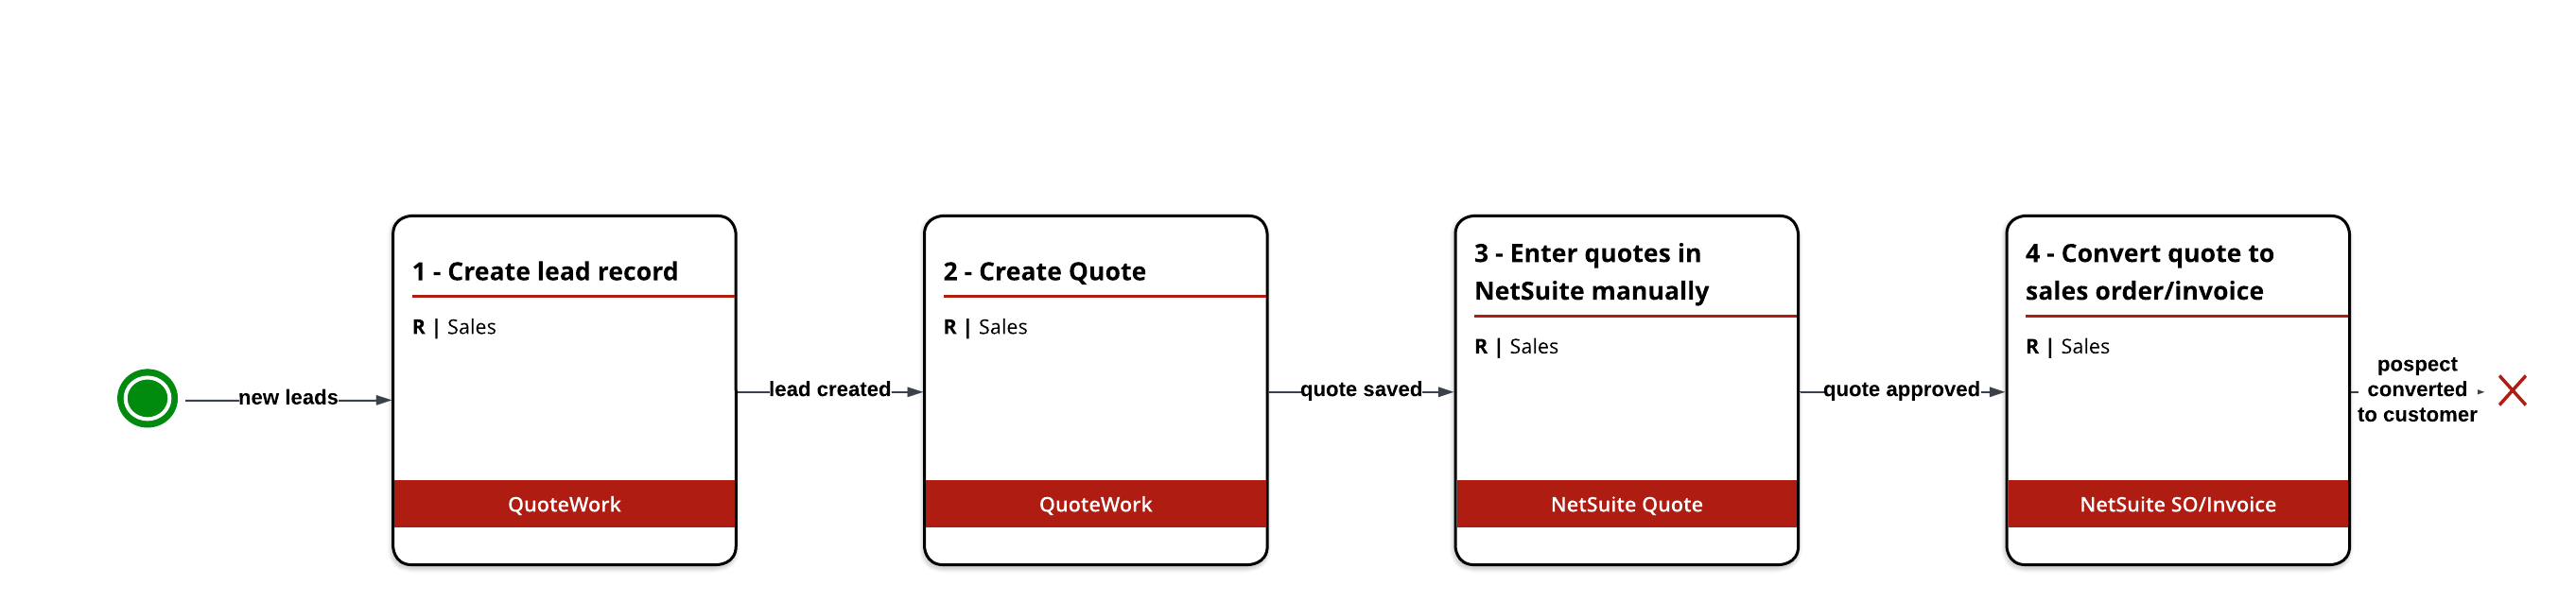 new leads
1 - Create lead record
R | Sales
QuoteWork
lead created
2 - Create Quote
R | Sales
QuoteWork
quote saved
3 - Enter quotes in
NetSuite manually
R | Sales
NetSuite Quote
quote approved
4 - Convert quote to
sales order/invoice
R | Sales
NetSuite SO/Invoice
pospect
converted
to customer